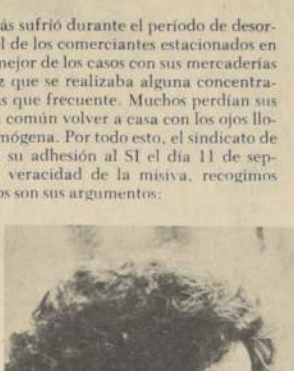 ás sufrió durante el período de desor-
l de los comerciantes estacionados en
mejor de los casos con sus mercaderías
z que se realizaba alguna concentra-
as que frecuente. Muchos perdían sus
común volver a casa con los ojos llo-
mógena. Por todo esto, el sindicato de
su adhesión al SI el día 11 de sep-
veracidad de la misiva, recogimos
os son sus argumentos: